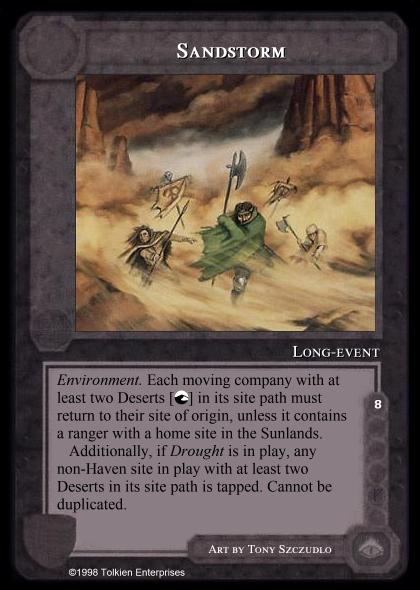 SANDSTORM
LONG-EVENT
Environment. Each moving company with at
least two Deserts [] in its site path must
return to their site of origin, unless it contains
a ranger with a home site in the Sunlands.
Additionally, if Drought is in play, any
non-Haven site in play with at least two
Deserts in its site path is tapped. Cannot be
duplicated.
8
ART BY TONY SZCZUDLO
©1998 Tolkien Enterprises